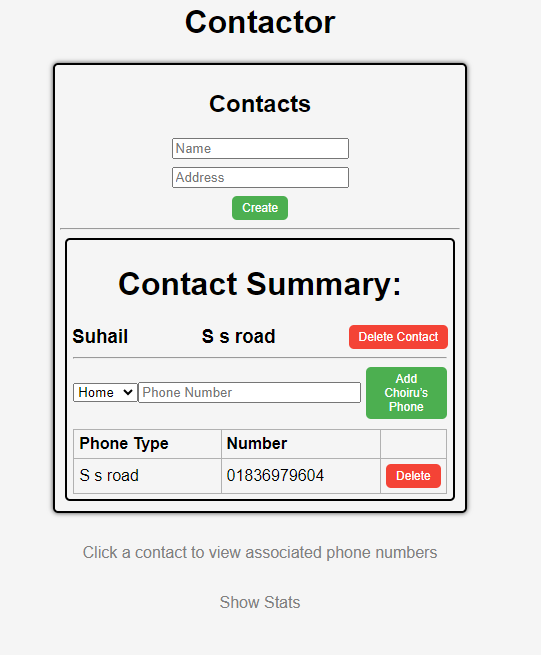 Contactor
Contacts
Name
Address
Create
Contact Summary:
Suhail S s road Delete Contact
Home Phone Number Add Choiru's Phone
Phone Type Number
S s road 01836979604 Delete
Click a contact to view associated phone numbers
Show Stats